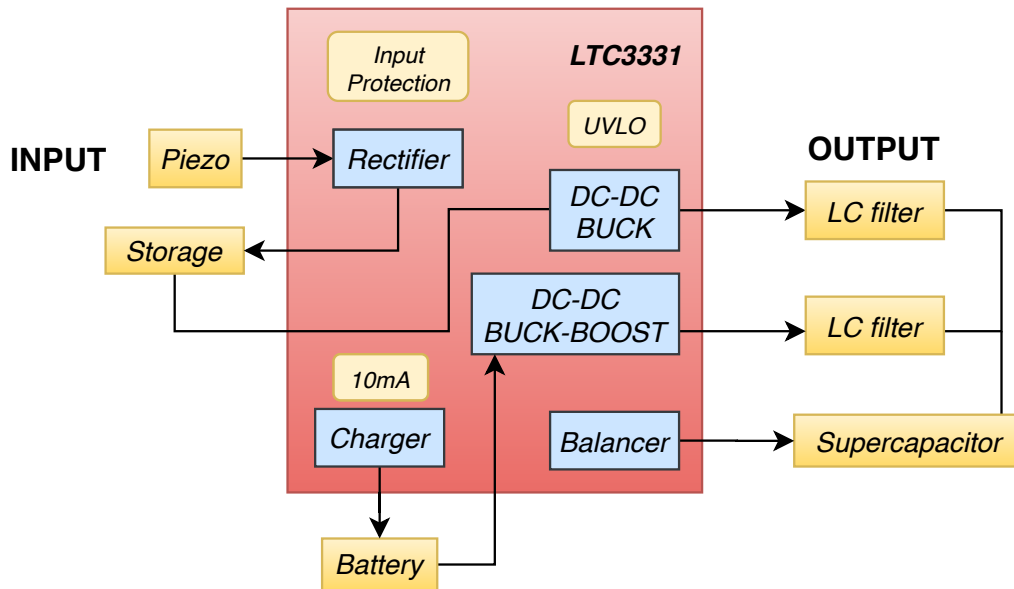 Input
Protection
LTC3331
UVLO
INPUT
Piezo
Rectifier
OUTPUT
DC-DC
BUCK
LC filter
Storage
DC-DC
BUCK-BOOST
LC filter
10mA
Charger
Balancer
Supercapacitor
Battery